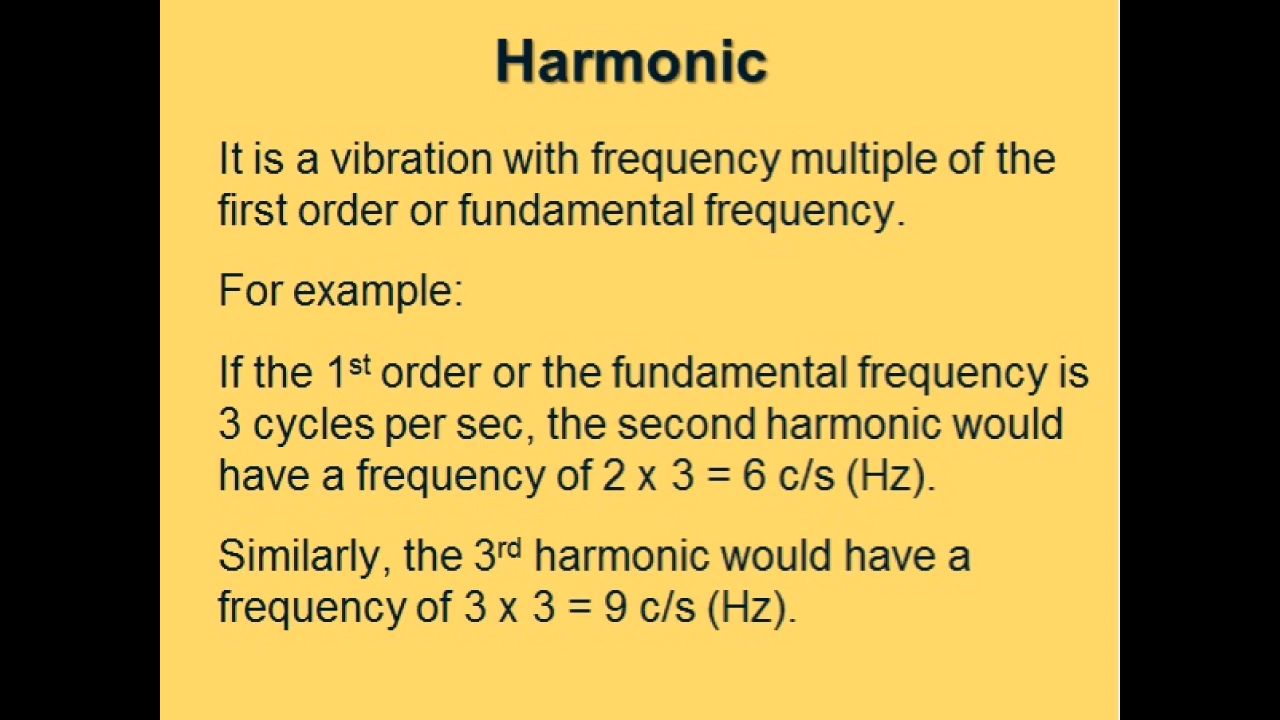 Harmonic
It is a vibration with frequency multiple of the
first order or fundamental frequency.
For example:
If the 1st order or the fundamental frequency is
3 cycles per sec, the second harmonic would
have a frequency of 2 x 3 = 6 c/s (Hz).
Similarly, the 3rd harmonic would have a
frequency of 3 x 3 = 9 c/s (Hz).